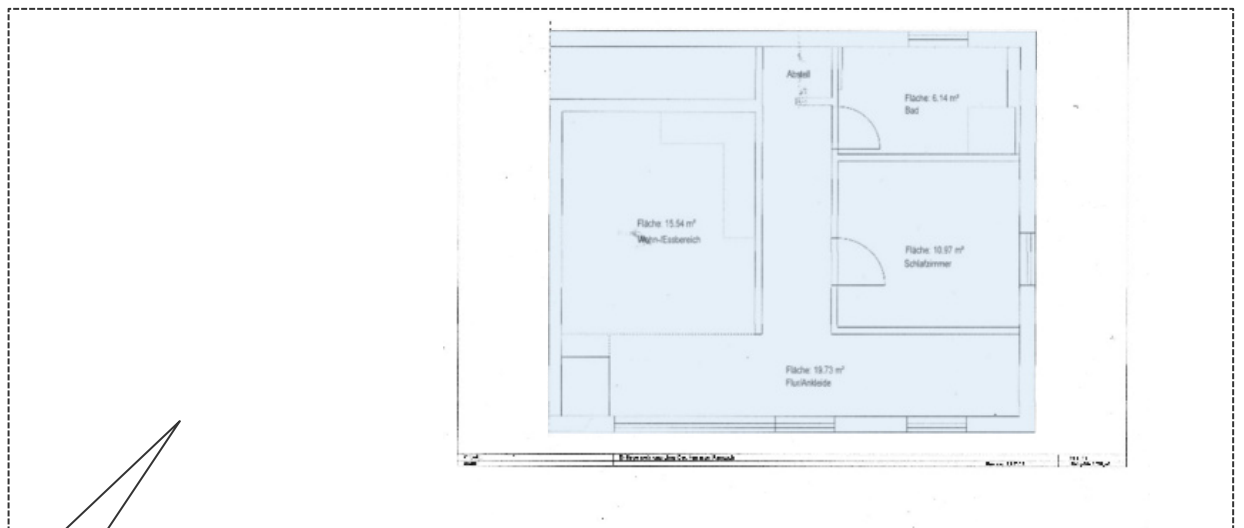 Abstell
Fläche: 6.14 m²
Bad
Fläche: 15.54 m²
Wohn-/Essbereich
Fläche: 10.97 m²
Schlafzimmer
Fläche: 19.73 m²
Flur/Ankleide